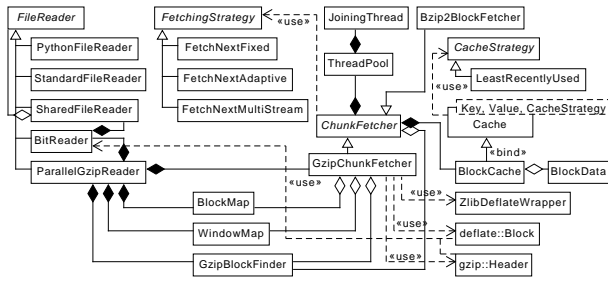 FileReader
FetchingStrategy
JoiningThread
Bzip2BlockFetcher
«use»
PythonFileReader
FetchNextFixed
ThreadPool
CacheStrategy
StandardFileReader
FetchNextAdaptive
«use»
LeastRecentlyUsed
SharedFileReader
FetchNextMultiStream
Key, Value, CacheStrategy
ChunkFetcher
Cache
BitReader
«bind»
ParallelGzipReader
GzipChunkFetcher
BlockCache
BlockData
«use»
«use»
BlockMap
ZlibDeflateWrapper
WindowMap
«use»
deflate::Block
GzipBlockFinder
«use»
gzip::Header